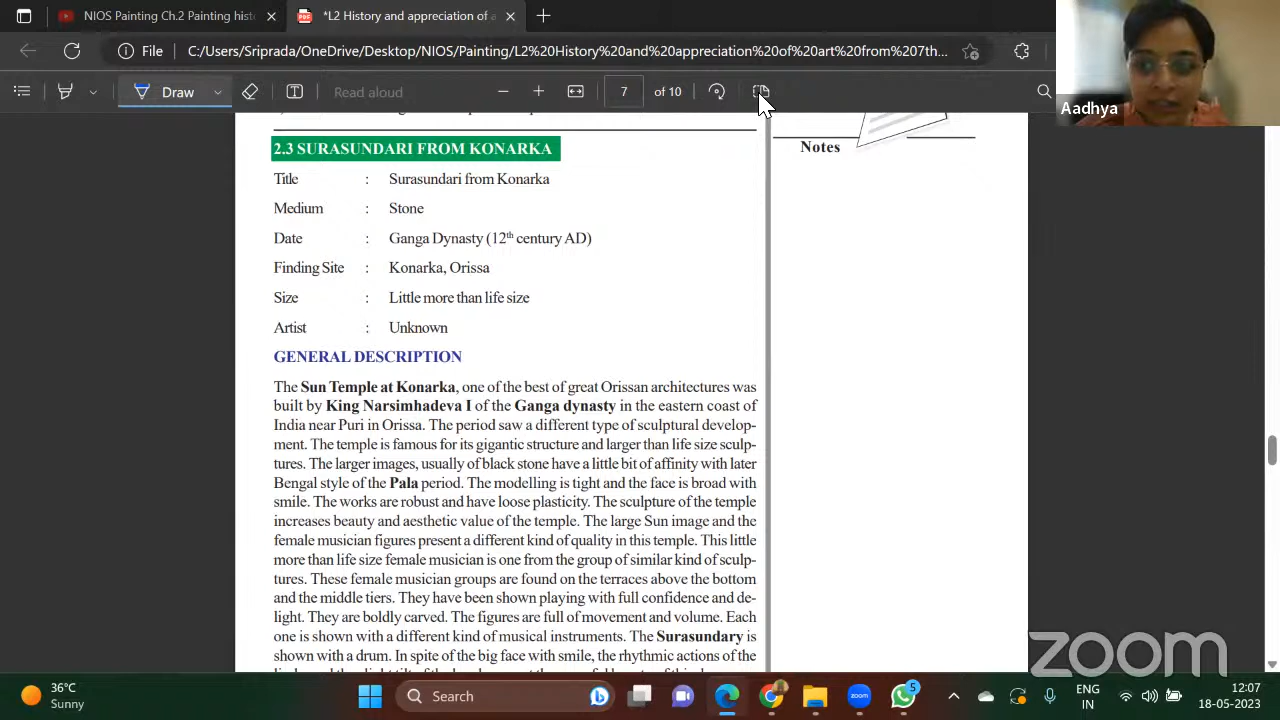 NIOS Painting Ch.2 Painting hist
*L2 History and appreciation of a
File
C:/Users/Sriprada/OneDrive/Desktop/NIOS/Painting/L2%20History%20and%20appreciation%20of%20art%20from%207th...
Draw
Read aloud
7
of 10
Aadhya
2.3 SURASUNDARI FROM KONARKA
Notes
Title : Surasundari from Konarka
Medium : Stone
Date : Ganga Dynasty (12th century AD)
Finding Site : Konarka, Orissa
Size : Little more than life size
Artist : Unknown
GENERAL DESCRIPTION
The Sun Temple at Konarka, one of the best of great Orissan architectures was
built by King Narsimhadeva I of the Ganga dynasty in the eastern coast of
India near Puri in Orissa. The period saw a different type of sculptural develop-
ment. The temple is famous for its gigantic structure and larger than life size sculp-
tures. The larger images, usually of black stone have a little bit of affinity with later
Bengal style of the Pala period. The modelling is tight and the face is broad with
smile. The works are robust and have loose plasticity. The sculpture of the temple
increases beauty and aesthetic value of the temple. The large Sun image and the
female musician figures present a different kind of quality in this temple. This little
more than life size female musician is one from the group of similar kind of sculp-
tures. These female musician groups are found on the terraces above the bottom
and the middle tiers. They have been shown playing with full confidence and de-
light. They are boldly carved. The figures are full of movement and volume. Each
one is shown with a different kind of musical instruments. The Surasundary is
shown with a drum. In spite of the big face with smile, the rhythmic actions of the
zoom
36°C
Sunny
Search
zoom
5
ENG
IN
12:07
18-05-2023